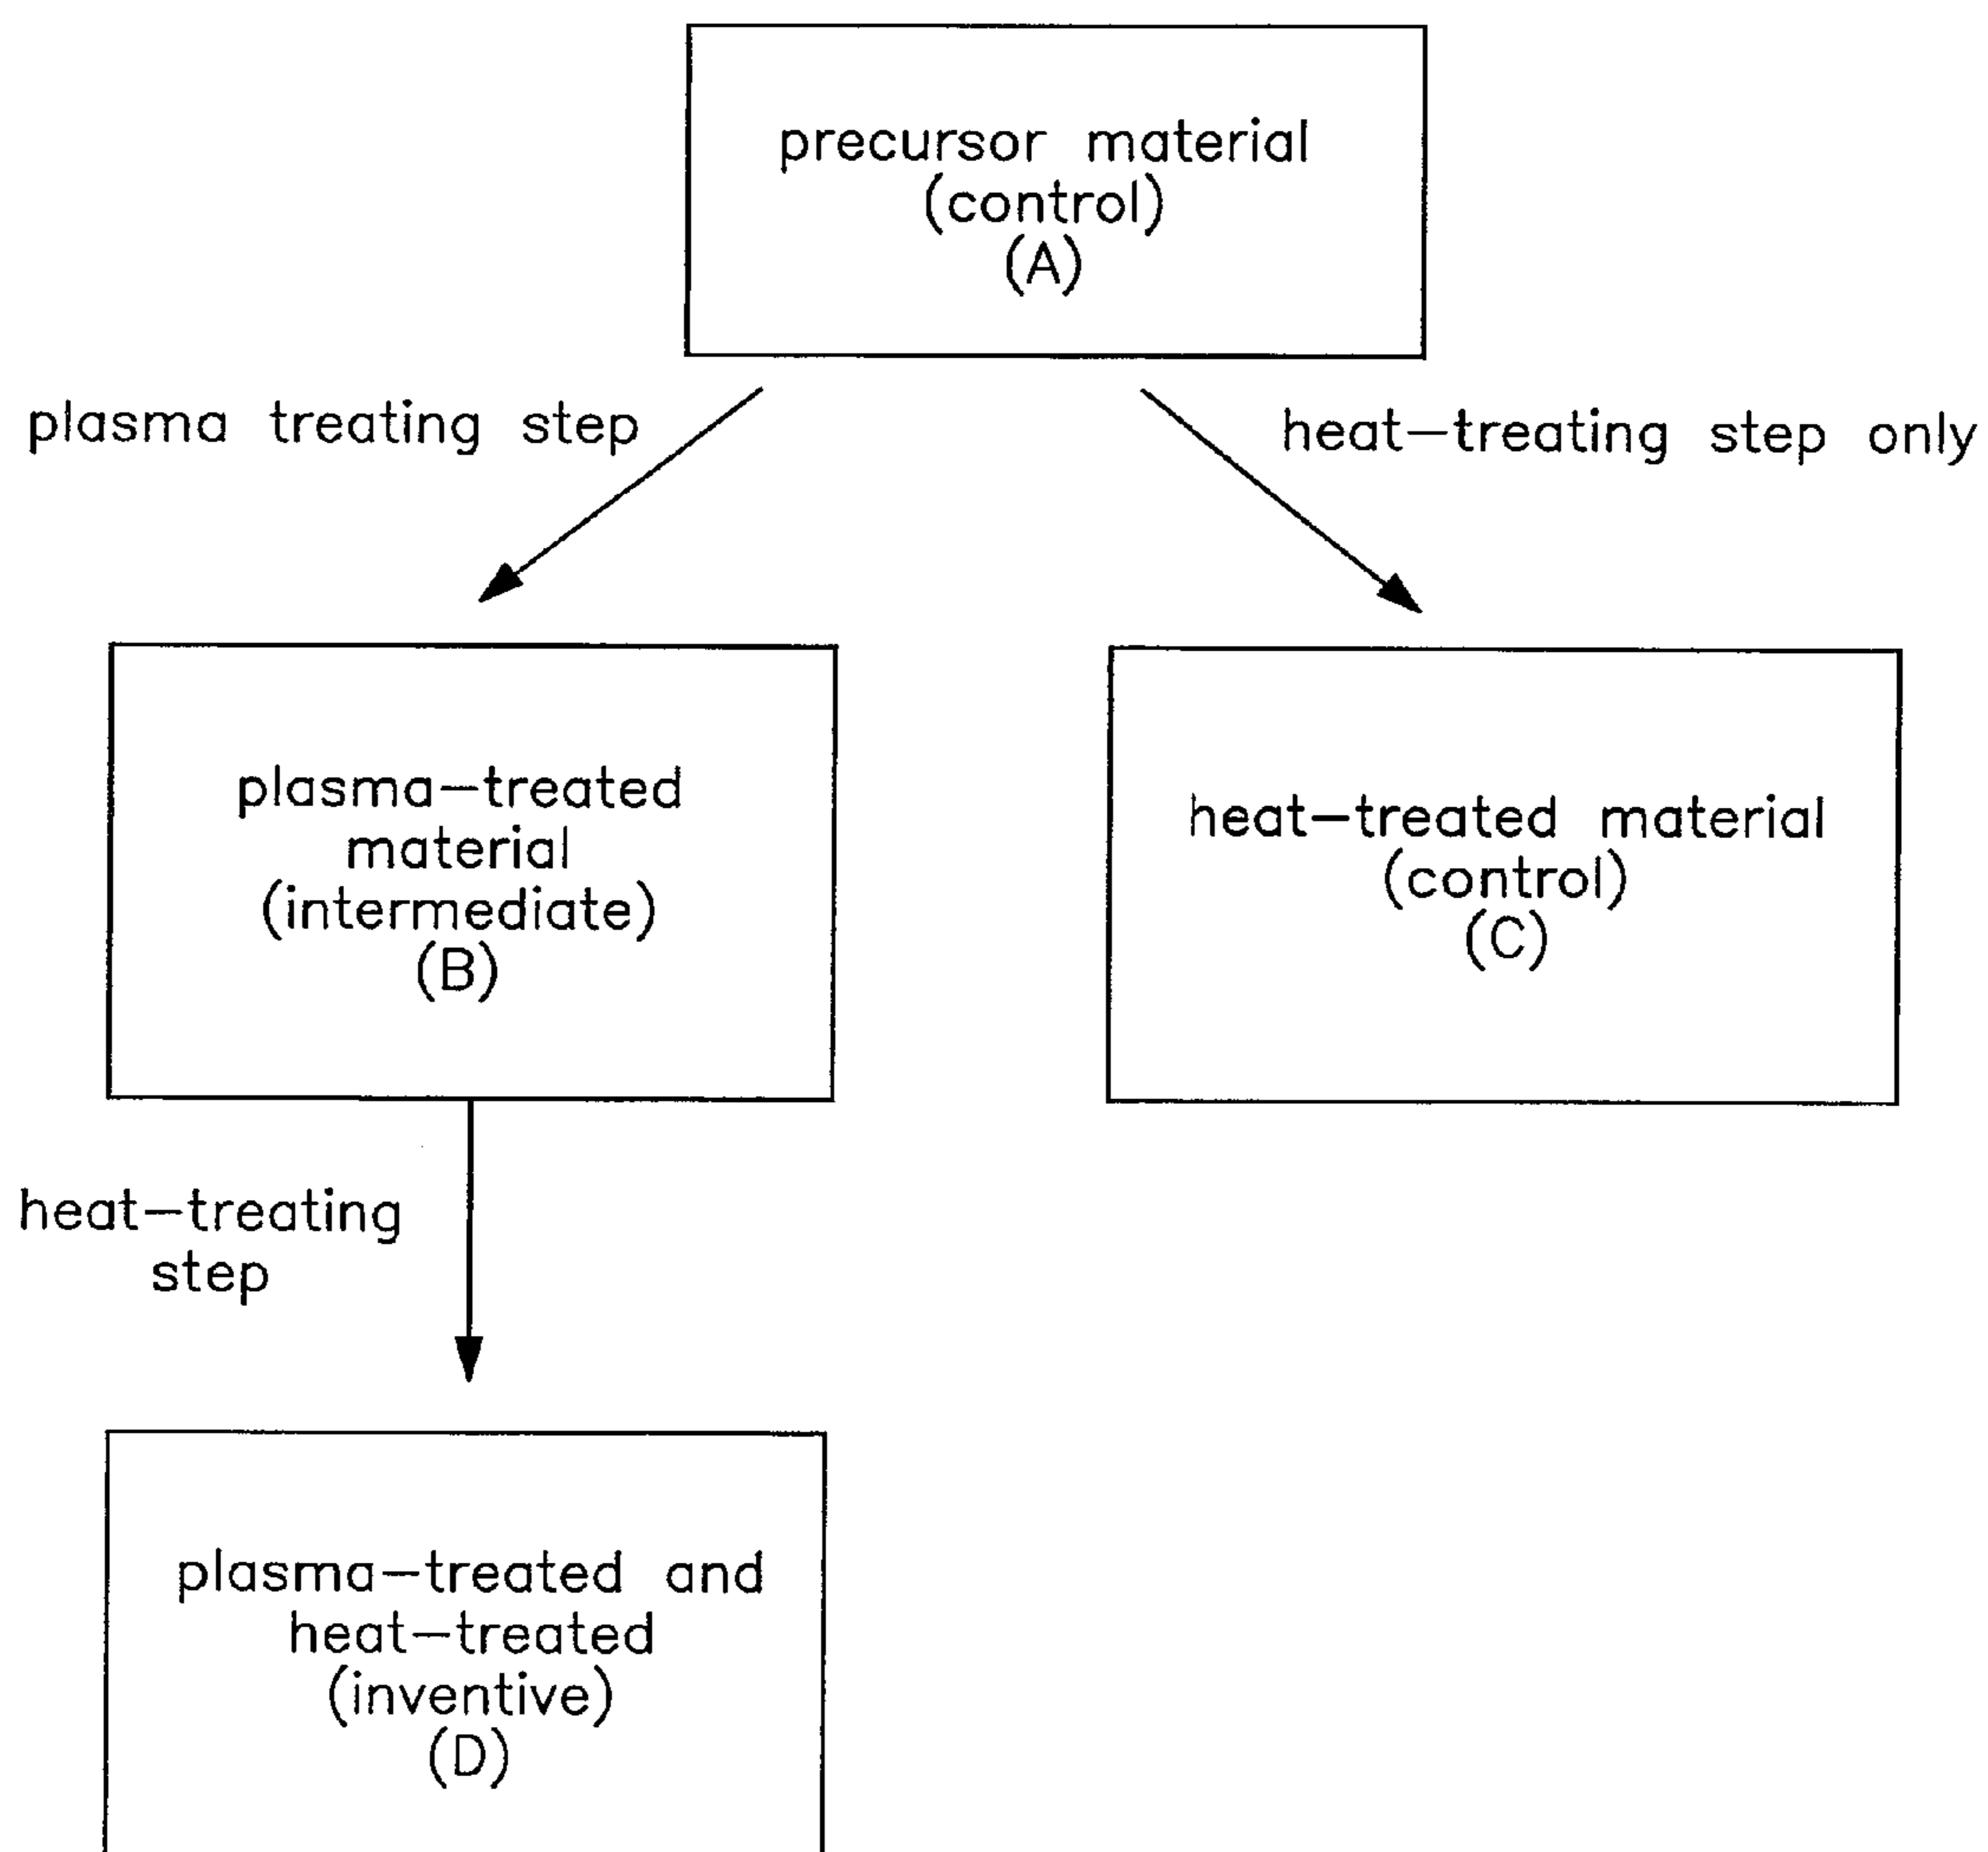 precursor material
(control)
(A)
plasma treating step
heat-treating step only
plasma-treated
material
(intermediate)
(B)
heat-treated material
(control)
(C)
heat-treating
step
plasma-treated and
heat-treated
(inventive)
(D)